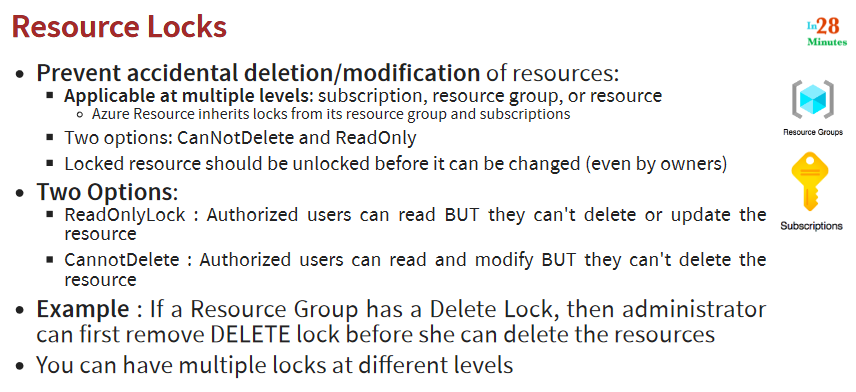 Resource Locks
In 28
Minutes
Prevent accidental deletion/modification of resources:
Applicable at multiple levels: subscription, resource group, or resource
Azure Resource inherits locks from its resource group and subscriptions
Two options: CanNotDelete and ReadOnly
Locked resource should be unlocked before it can be changed (even by owners)
Resource Groups
Two Options:
ReadOnlyLock : Authorized users can read BUT they can't delete or update the
resource
CannotDelete : Authorized users can read and modify BUT they can't delete the
resource
Subscriptions
Example : If a Resource Group has a Delete Lock, then administrator
can first remove DELETE lock before she can delete the resources
You can have multiple locks at different levels